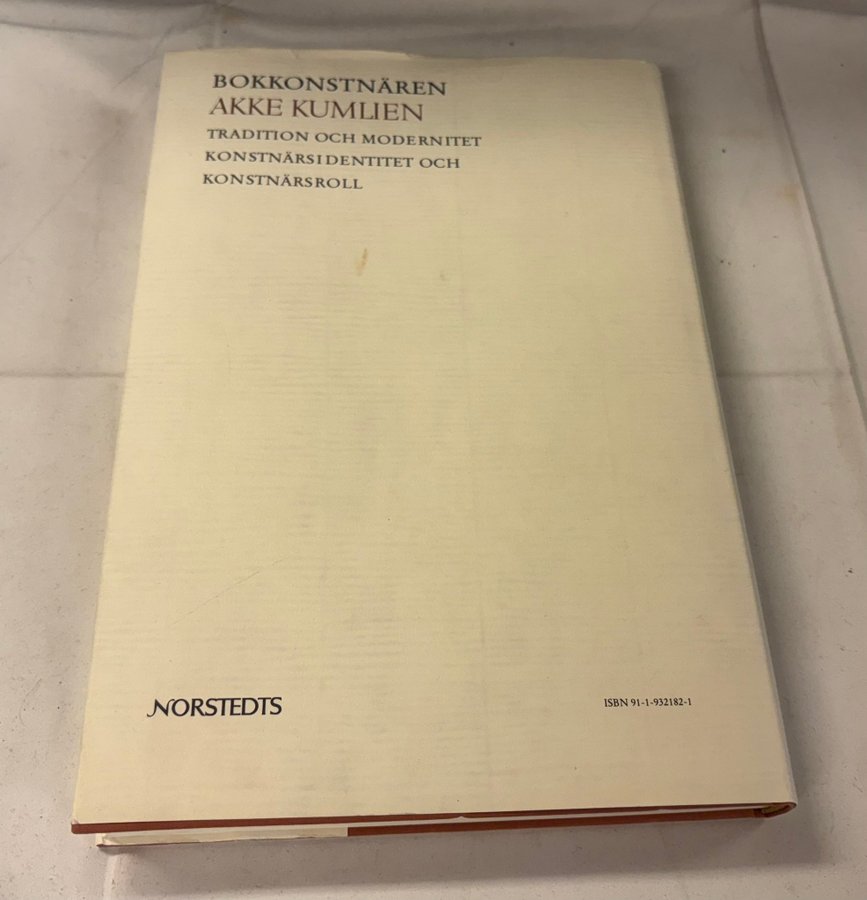 BOKKONSTNÄREN
AKKE KUMLIEN
TRADITION OCH MODERNITET
KONSTNÄRSIDENTITET OCH
KONSTNÄRSROLL
NORSTEDTS
ISBN 91-1-932182-1